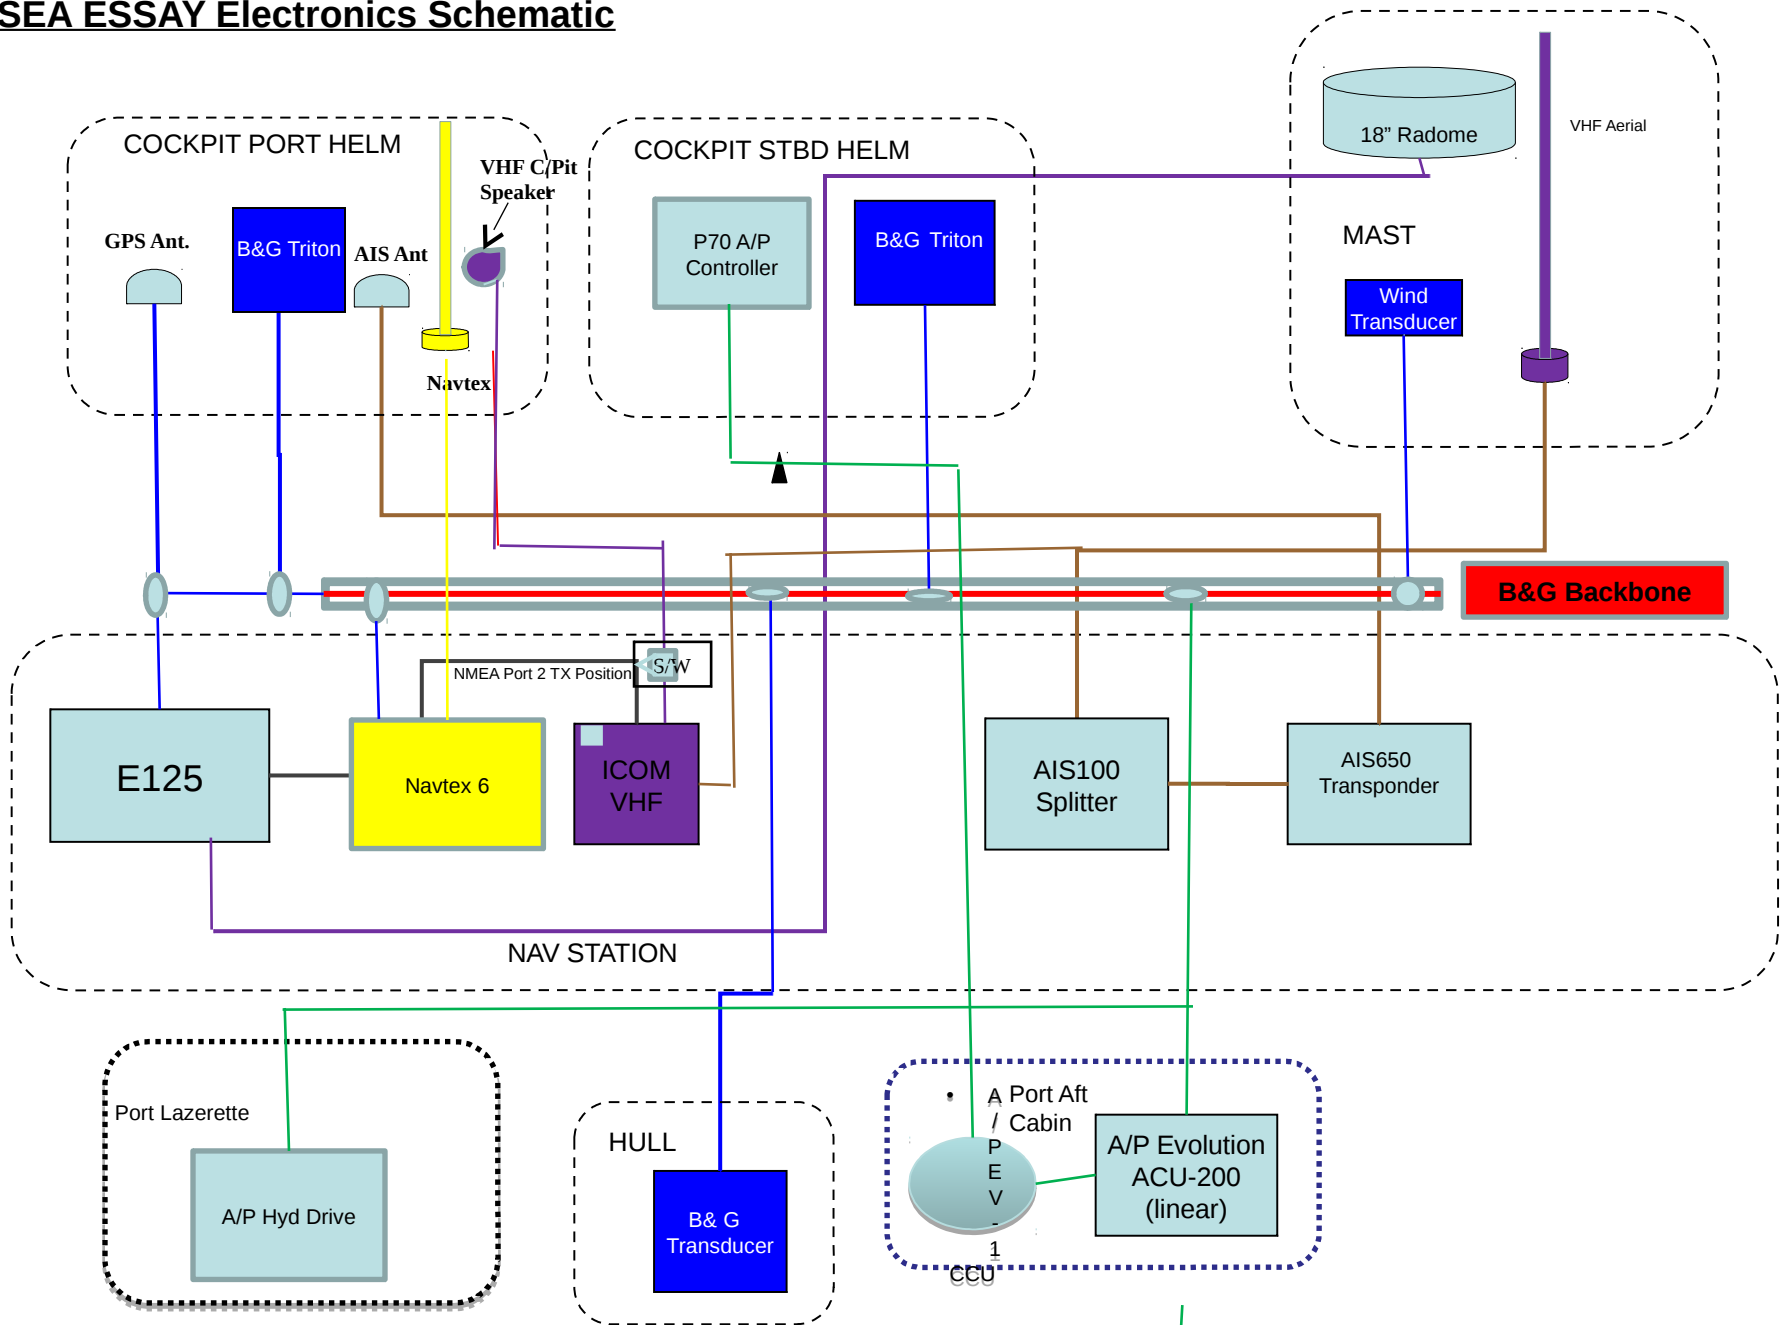 SEA ESSAY Electronics Schematic
COCKPIT PORT HELM
VHF C/Pit
Speaker
GPS Ant.
B&G Triton
AIS Ant
Navtex
COCKPIT STBD HELM
P70 A/P
Controller
B&G Triton
18” Radome
VHF Aerial
MAST
Wind
Transducer
B&G Backbone
NMEA Port 2 TX Position
S/W
E125
Navtex 6
ICOM
VHF
AIS100
Splitter
AIS650
Transponder
NAV STATION
Port Lazerette
A/P Hyd Drive
HULL
B& G
Transducer
• A/P EV-1
CCU
Port Aft
Cabin
A/P Evolution
ACU-200
(linear)